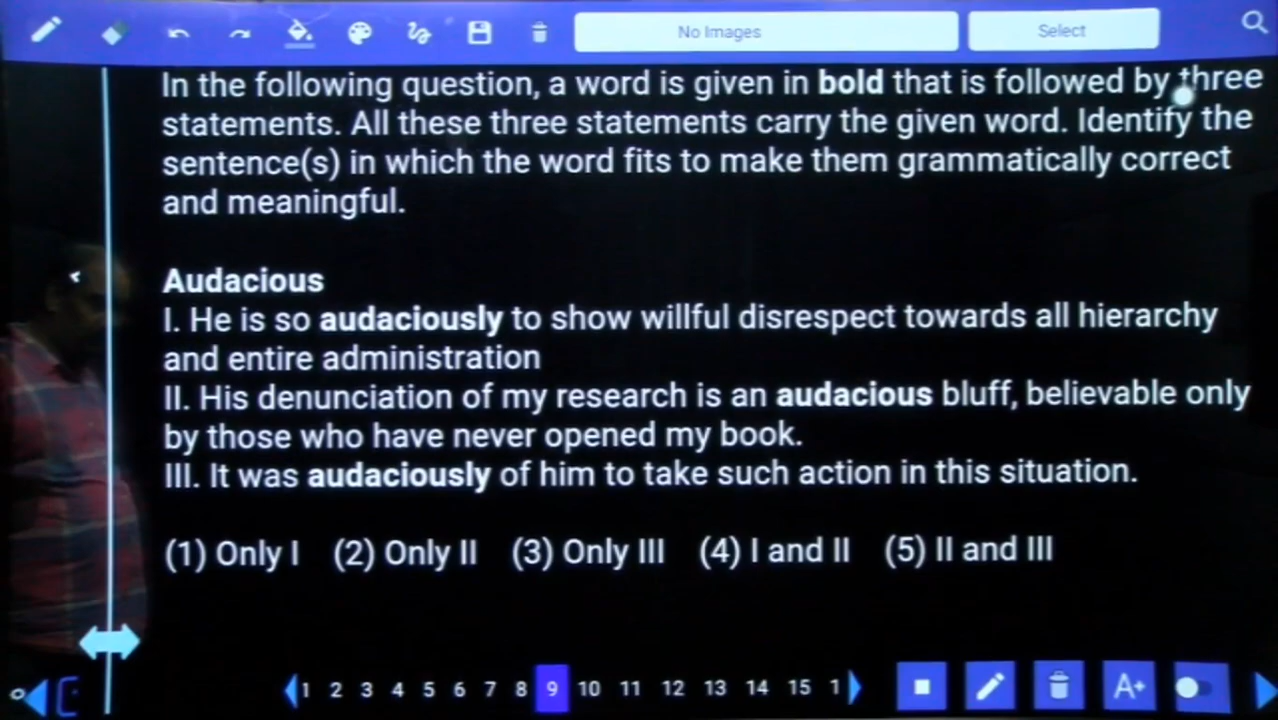 No Images
Select
In the following question, a word is given in bold that is followed by three
statements. All these three statements carry the given word. Identify the
sentence(s) in which the word fits to make them grammatically correct
and meaningful.
Audacious
I. He is so audaciously to show willful disrespect towards all hierarchy
and entire administration
II. His denunciation of my research is an audacious bluff, believable only
by those who have never opened my book.
III. It was audaciously of him to take such action in this situation.
(1) Only I (2) Only II (3) Only III (4) I and II (5) II and III
1 2 3 4 5 6 7 8 9 10 11 12 13 14 15 1
A+